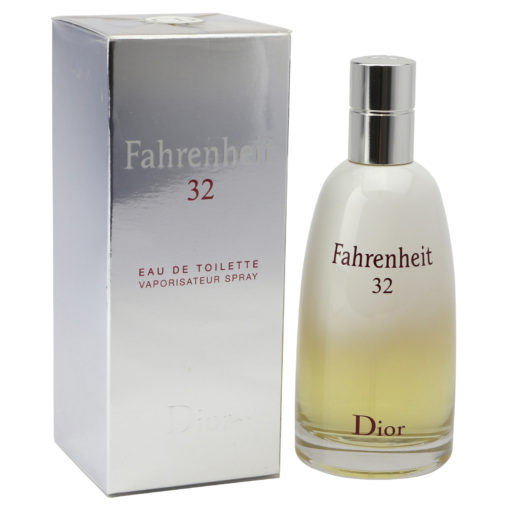 Fahrenheit
32
EAU DE TOILETTE
VAPORISATEUR SPRAY
Dior
Fahrenheit
32
Dior